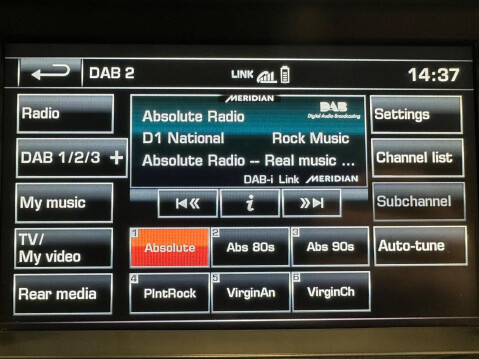 DAB 2
LINK
14:37
Radio
DAB 1/2/3 +
My music
TV/
My video
Rear media
MERIDIAN
Absolute Radio
DAB
Digital Audio Broadcasting
D1 National
Rock Music
Absolute Radio -- Real music ...
DAB-i Link MERIDIAN
i
Settings
Channel list
Subchannel
Auto-tune
1
Absolute
2
Abs 80s
3
Abs 90s
4
PlntRock
5
VirginAn
6
VirginCh